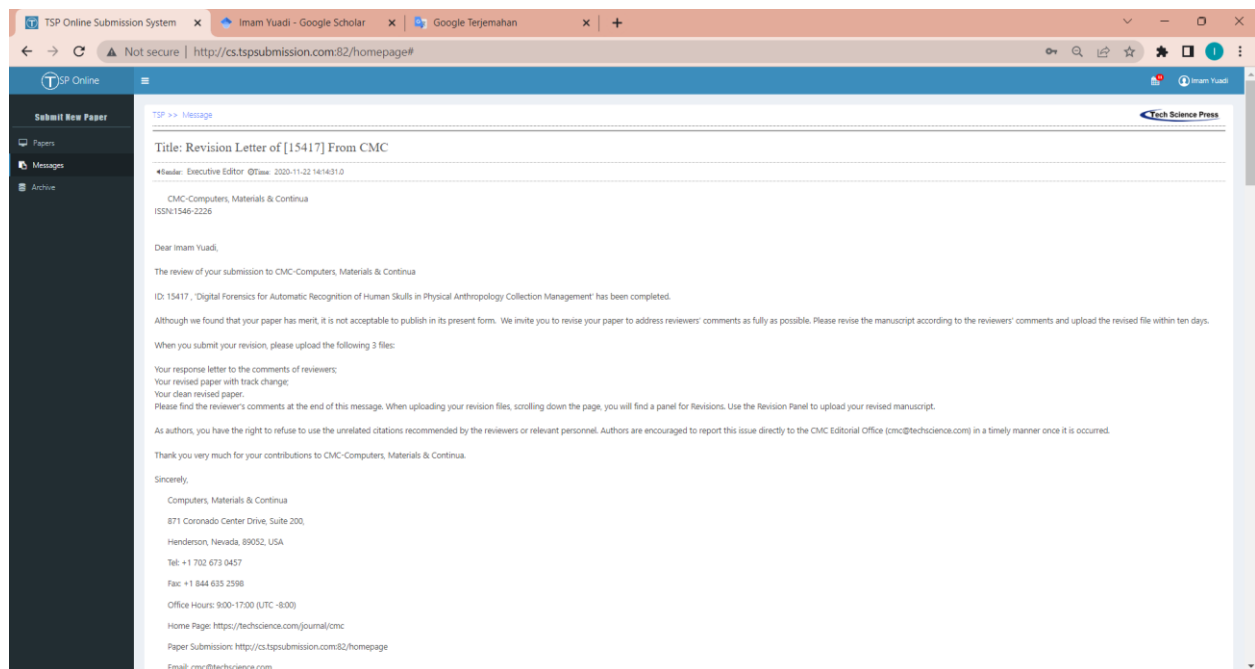 TSP Online Submission System
Imam Yuadi - Google Scholar
Google Terjemahan
Not secure | http://cs.tspsubmission.com:82/homepage#
TSP Online
Imam Yuadi
Submit New Paper
Papers
Messages
Archive
TSP >> Message
Tech Science Press
Title: Revision Letter of [15417] From CMC
Sender: Executive Editor Time: 2020-11-22 14:14:31.0
CMC-Computers, Materials & Continua
ISSN:1546-2226
Dear Imam Yuadi,
The review of your submission to CMC-Computers, Materials & Continua
ID: 15417 , 'Digital Forensics for Automatic Recognition of Human Skulls in Physical Anthropology Collection Management' has been completed.
Although we found that your paper has merit, it is not acceptable to publish in its present form. We invite you to revise your paper to address reviewers' comments as fully as possible. Please revise the manuscript according to the reviewers' comments and upload the revised file within ten days.
When you submit your revision, please upload the following 3 files:
Your response letter to the comments of reviewers;
Your revised paper with track change;
Your clean revised paper.
Please find the reviewer's comments at the end of this message. When uploading your revision files, scrolling down the page, you will find a panel for Revisions. Use the Revision Panel to upload your revised manuscript.
As authors, you have the right to refuse to use the unrelated citations recommended by the reviewers or relevant personnel. Authors are encouraged to report this issue directly to the CMC Editorial Office (cmc@techscience.com) in a timely manner once it is occurred.
Thank you very much for your contributions to CMC-Computers, Materials & Continua.
Sincerely,
Computers, Materials & Continua
871 Coronado Center Drive, Suite 200,
Henderson, Nevada, 89052, USA
Tel: +1 702 673 0457
Fax: +1 844 635 2598
Office Hours: 9:00-17:00 (UTC -8:00)
Home Page: https://techscience.com/journal/cmc
Paper Submission: http://cs.tspsubmission.com:82/homepage
Email: cmc@techscience.com